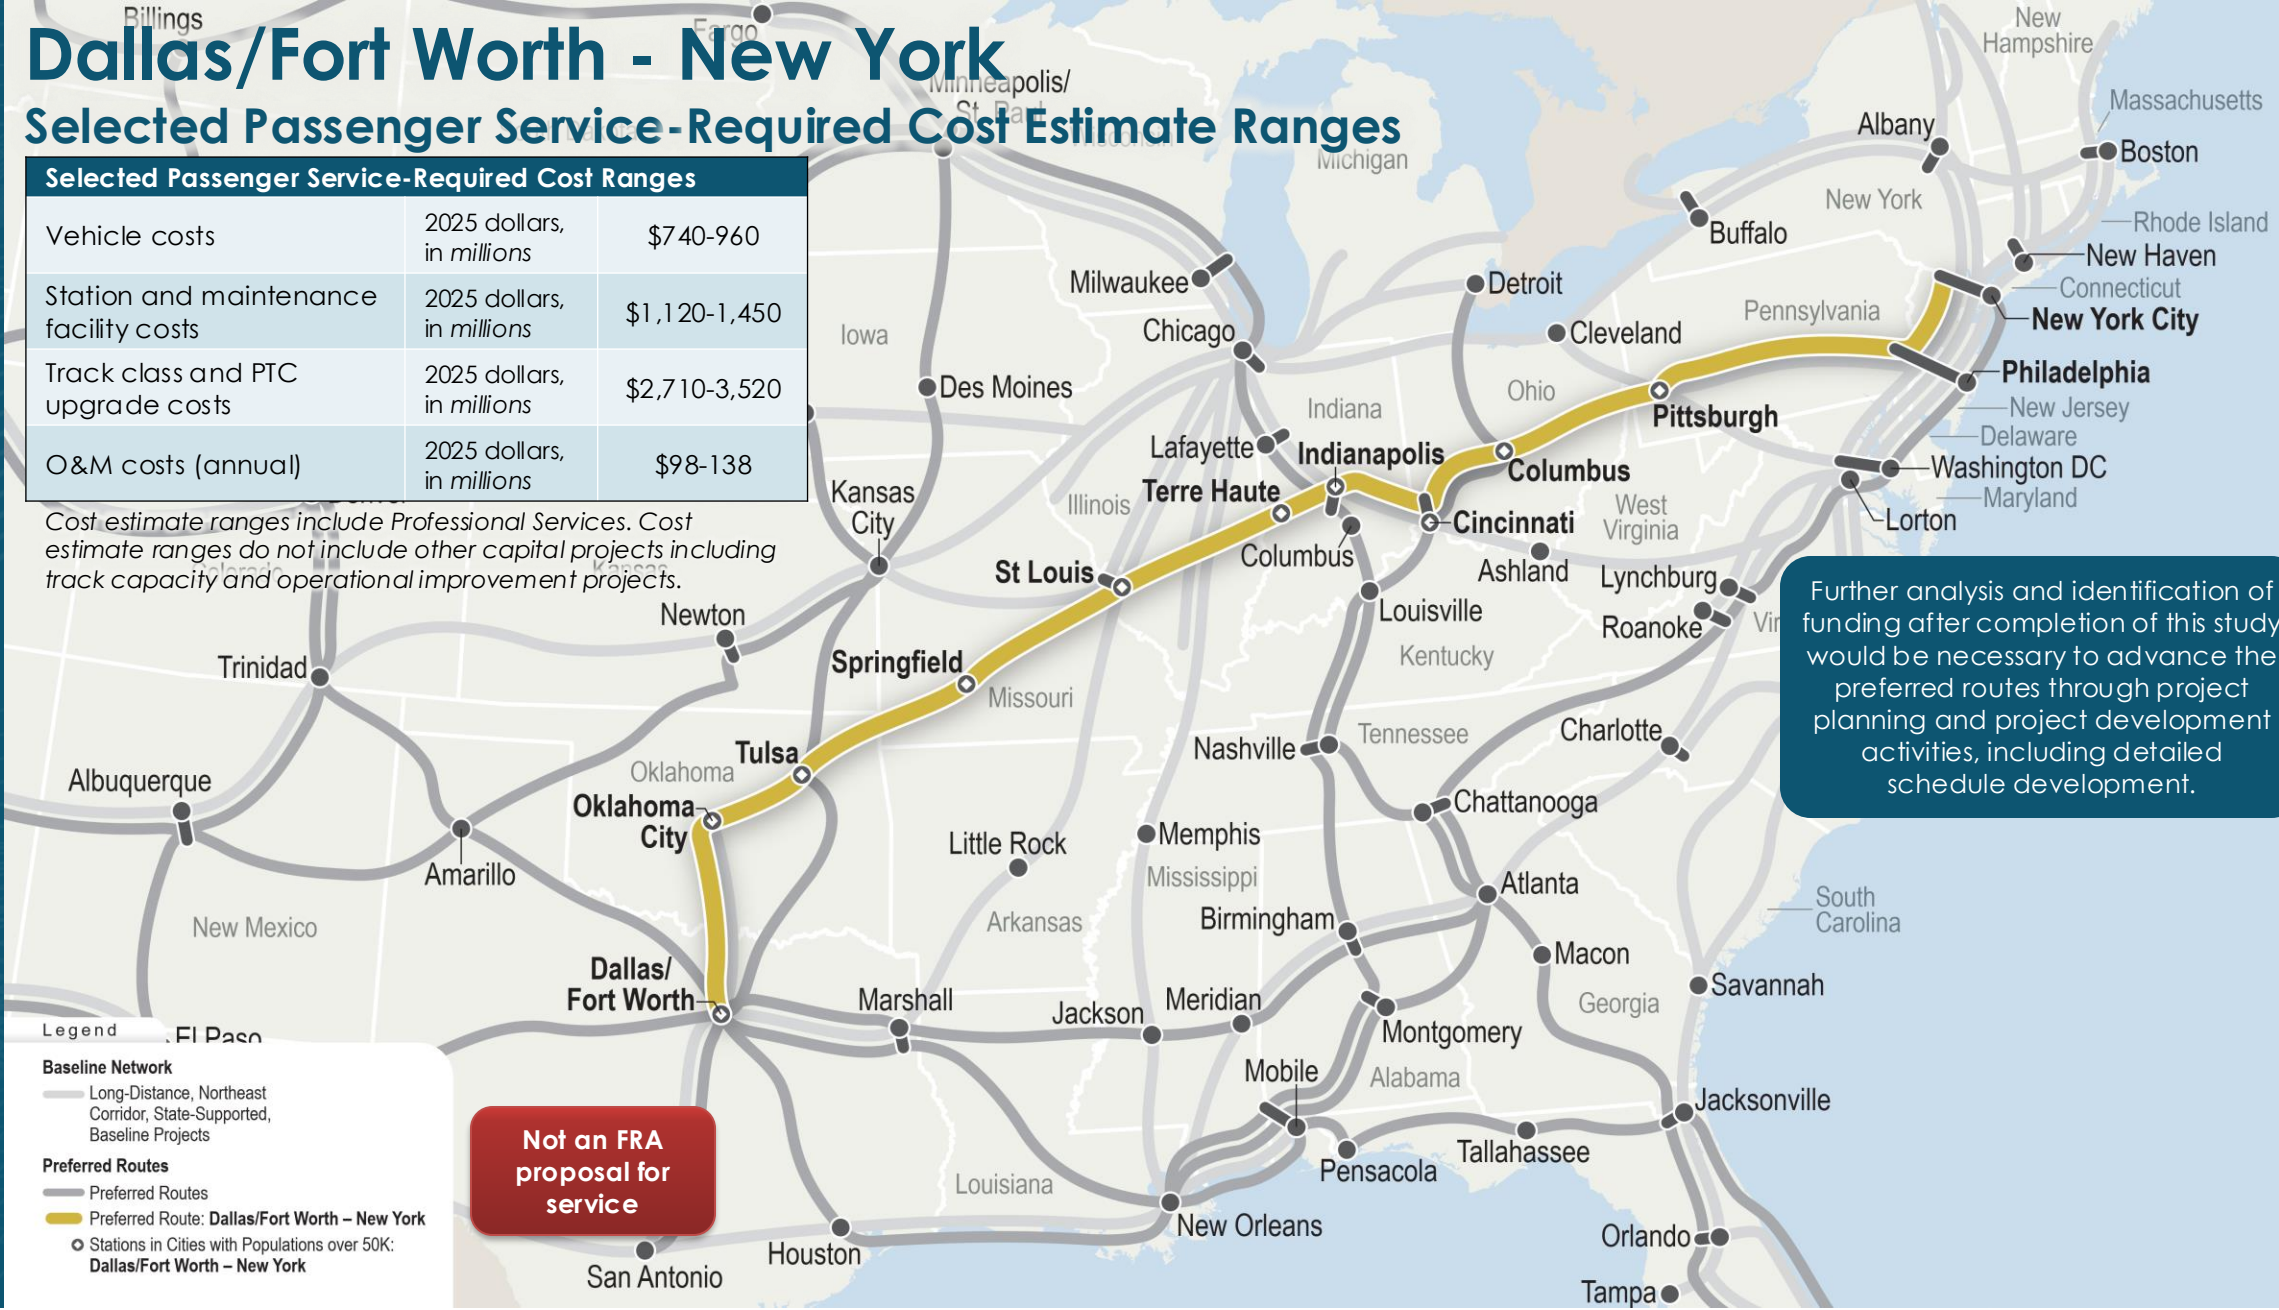 Billings
Fargo
Dallas/Fort Worth - New York
Minneapolis/
St. Paul
Selected Passenger Service-Required Cost Estimate Ranges
Wisconsin
Michigan
Selected Passenger Service-Required Cost Ranges
Vehicle costs
2025 dollars,
in millions
$740-960
Station and maintenance
facility costs
2025 dollars,
in millions
$1,120-1,450
Track class and PTC
upgrade costs
2025 dollars,
in millions
$2,710-3,520
O&M costs (annual)
2025 dollars,
in millions
$98-138
Cost estimate ranges include Professional Services. Cost
estimate ranges do not include other capital projects including
track capacity and operational improvement projects.
Colorado
Kansas
New
Hampshire
Massachusetts
Albany
Boston
New York
Rhode Island
Buffalo
New Haven
Connecticut
Milwaukee
Detroit
Pennsylvania
New York City
Chicago
Cleveland
Iowa
Philadelphia
Des Moines
Ohio
Indiana
New Jersey
Pittsburgh
Delaware
Lafayette
Indianapolis
Columbus
Washington DC
Maryland
Terre Haute
Kansas
City
Illinois
West
Virginia
Cincinnati
Lorton
Columbus
St Louis
Ashland
Lynchburg
Newton
Louisville
Roanoke
Vir
Further analysis and identification of
funding after completion of this study
would be necessary to advance the
preferred routes through project
planning and project development
activities, including detailed
schedule development.
Trinidad
Springfield
Kentucky
Missouri
Tulsa
Nashville
Tennessee
Charlotte
Oklahoma
Albuquerque
Oklahoma
City
Chattanooga
Little Rock
Memphis
Amarillo
Mississippi
Atlanta
South
Carolina
New Mexico
Arkansas
Birmingham
Macon
Dallas/
Fort Worth
Marshall
Jackson
Meridian
Savannah
Georgia
Montgomery
El Paso
Mobile
Alabama
Jacksonville
Tallahassee
Pensacola
Louisiana
New Orleans
Houston
San Antonio
Orlando
Tampa
Legend
Baseline Network
Long-Distance, Northeast
Corridor, State-Supported,
Baseline Projects
Preferred Routes
Preferred Routes
Preferred Route: Dallas/Fort Worth – New York
Stations in Cities with Populations over 50K:
Dallas/Fort Worth – New York
Not an FRA
proposal for
service